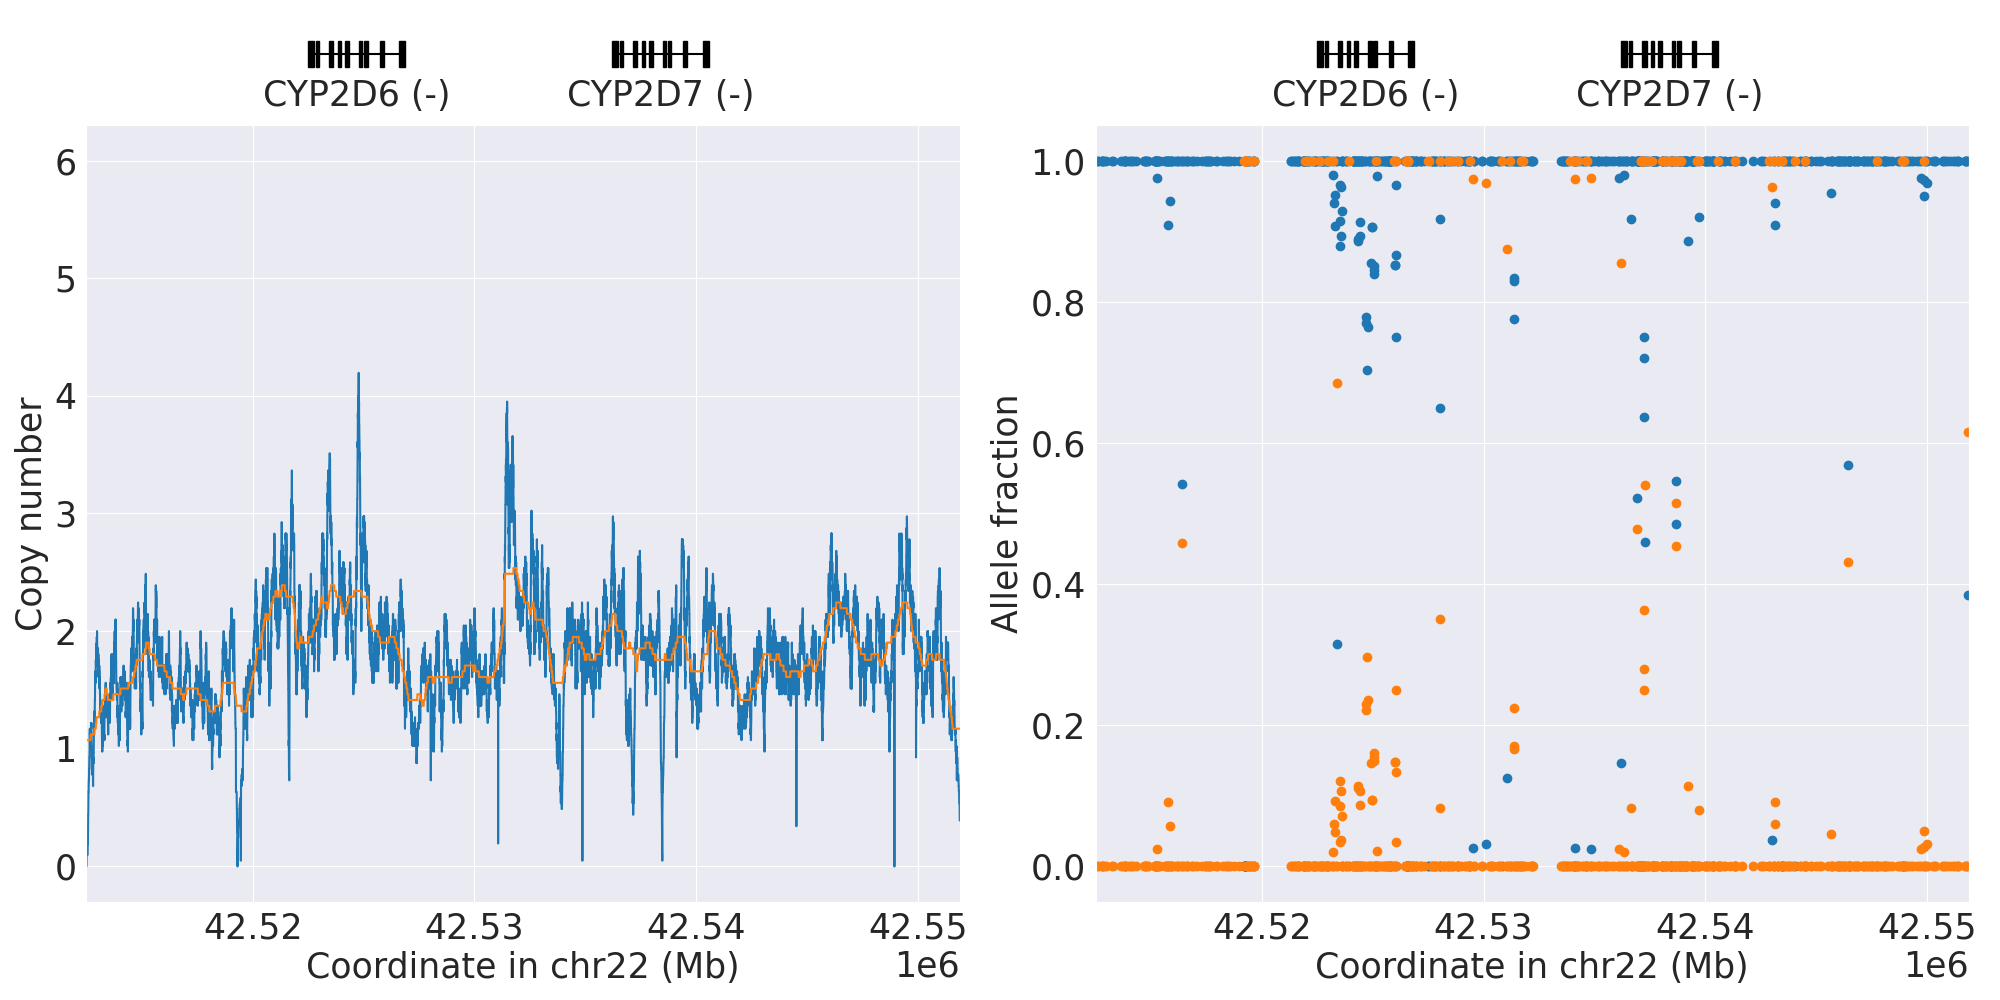 CYP2D6 (-)
CYP2D7 (-)
6
5
4
3
2
1
0
Copy number
42.52
42.53
42.54
42.55
1e6
Coordinate in chr22 (Mb)
CYP2D6 (-)
CYP2D7 (-)
1.0
0.8
0.6
0.4
0.2
0.0
Allele fraction
42.52
42.53
42.54
42.55
1e6
Coordinate in chr22 (Mb)